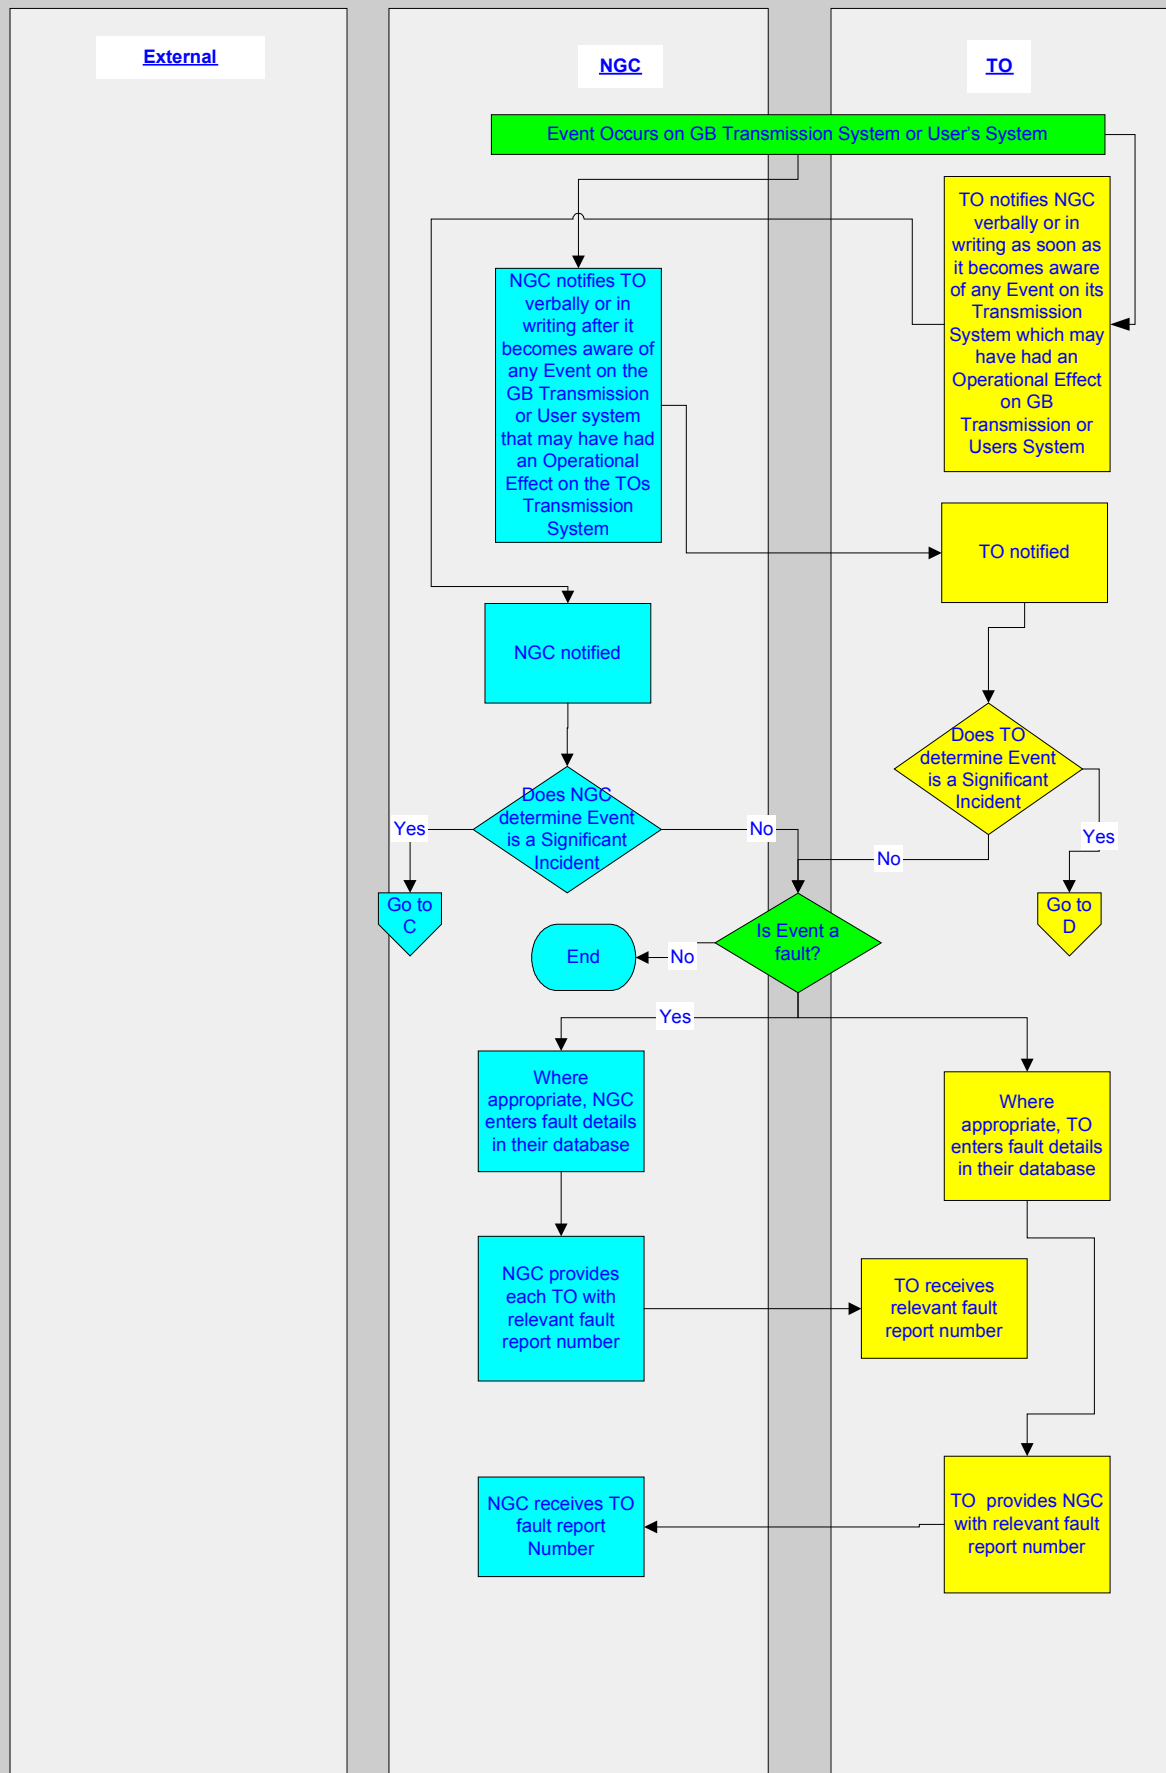 External
NGC
TO
Event Occurs on GB Transmission System or User's System
TO notifies NGC
verbally or in
writing as soon as
it becomes aware
of any Event on its
Transmission
System which may
have had an
Operational Effect
on GB
Transmission or
Users System
NGC notifies TO
verbally or in
writing after it
becomes aware of
any Event on the
GB Transmission
or User system
that may have had
an Operational
Effect on the TOs
Transmission
System
TO notified
NGC notified
Does TO
determine Event
is a Significant
Incident
Does NGC
determine Event
is a Significant
Incident
Yes
No
No
Yes
Go to
C
Go to
D
Is Event a
fault?
End
No
Yes
Where
appropriate, NGC
enters fault details
in their database
Where
appropriate, TO
enters fault details
in their database
NGC provides
each TO with
relevant fault
report number
TO receives
relevant fault
report number
NGC receives TO
fault report
Number
TO provides NGC
with relevant fault
report number